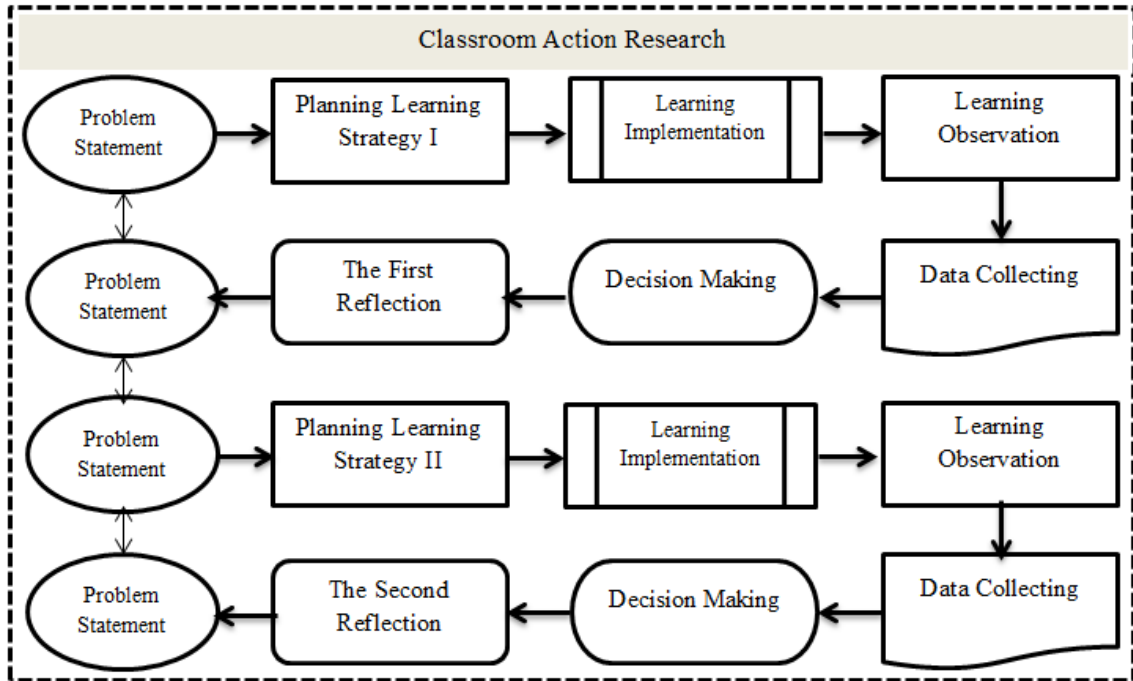 Classroom Action Research
Problem
Statement
Planning Learning
Strategy I
Learning
Implementation
Learning
Observation
Problem
Statement
The First
Reflection
Decision Making
Data Collecting
Problem
Statement
Planning Learning
Strategy II
Learning
Implementation
Learning
Observation
Problem
Statement
The Second
Reflection
Decision Making
Data Collecting